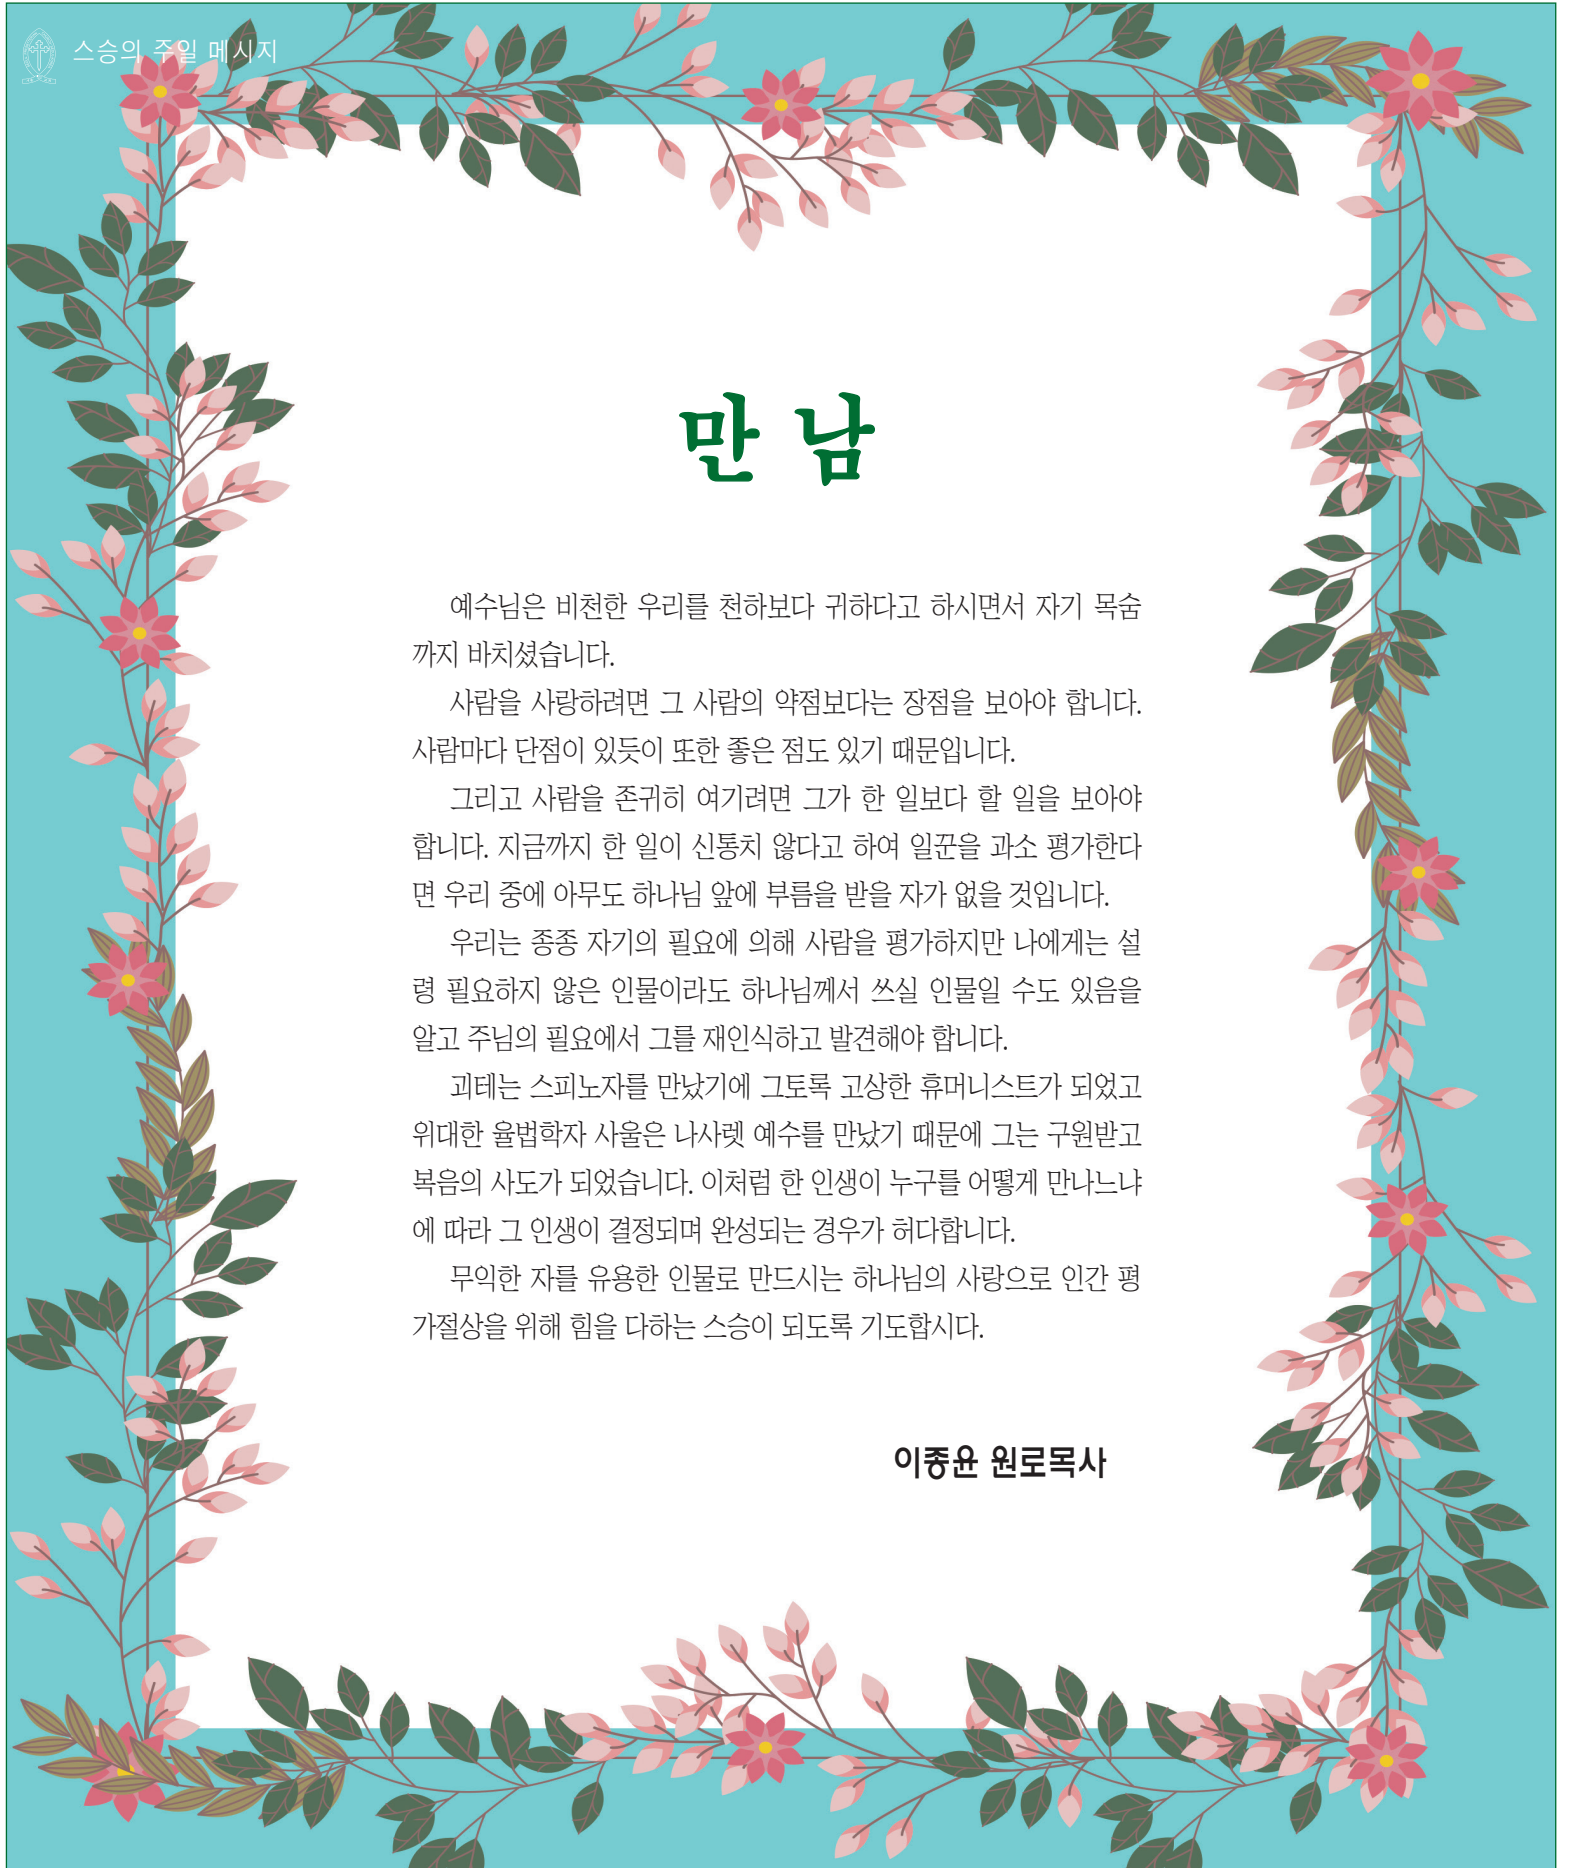 스승의 주일 메시지
만 남
예수님은 비천한 우리를 천하보다 귀하다고 하시면서 자기 목숨
까지 바치셨습니다.
사람을 사랑하려면 그 사람의 약점보다는 장점을 보아야 합니다.
사람마다 단점이 있듯이 또한 좋은 점도 있기 때문입니다.
그리고 사람을 존귀히 여기려면 그가 한 일보다 할 일을 보아야
합니다. 지금까지 한 일이 신통치 않다고 하여 일꾼을 과소 평가한다
면 우리 중에 아무도 하나님 앞에 부름을 받을 자가 없을 것입니다.
우리는 종종 자기의 필요에 의해 사람을 평가하지만 나에게는 설
령 필요하지 않은 인물이라도 하나님께서 쓰실 인물일 수도 있음을
알고 주님의 필요에서 그를 재인식하고 발견해야 합니다.
괴테는 스피노자를 만났기에 그토록 고상한 휴머니스트가 되었고
위대한 율법학자 사울은 나사렛 예수를 만났기 때문에 그는 구원받고
복음의 사도가 되었습니다. 이처럼 한 인생이 누구를 어떻게 만나느냐
에 따라 그 인생이 결정되며 완성되는 경우가 허다합니다.
무익한 자를 유용한 인물로 만드시는 하나님의 사랑으로 인간 평
가절상을 위해 힘을 다하는 스승이 되도록 기도합시다.
이종윤 원로목사